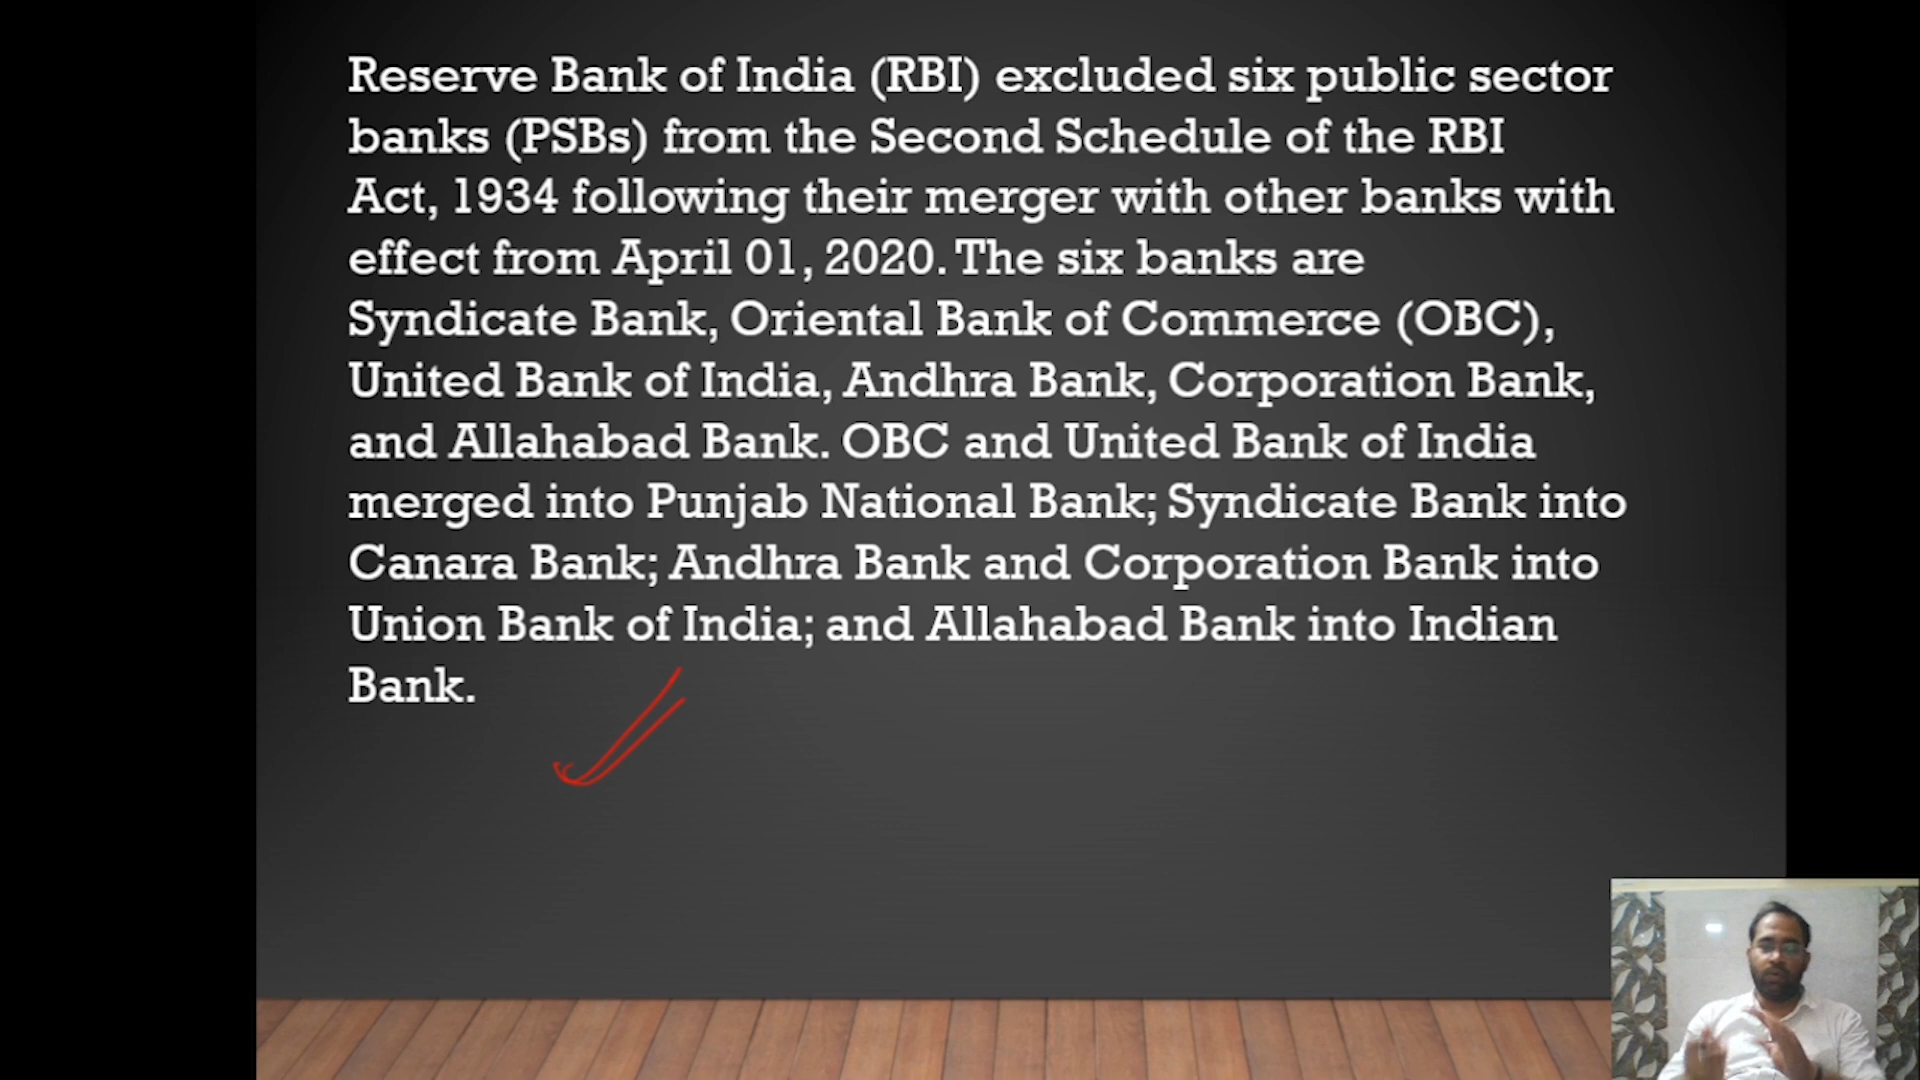 Reserve Bank of India (RBI) excluded six public sector
banks (PSBs) from the Second Schedule of the RBI
Act, 1934 following their merger with other banks with
effect from April 01, 2020. The six banks are
Syndicate Bank, Oriental Bank of Commerce (OBC),
United Bank of India, Andhra Bank, Corporation Bank,
and Allahabad Bank. OBC and United Bank of India
merged into Punjab National Bank; Syndicate Bank into
Canara Bank; Andhra Bank and Corporation Bank into
Union Bank of India; and Allahabad Bank into Indian
Bank.